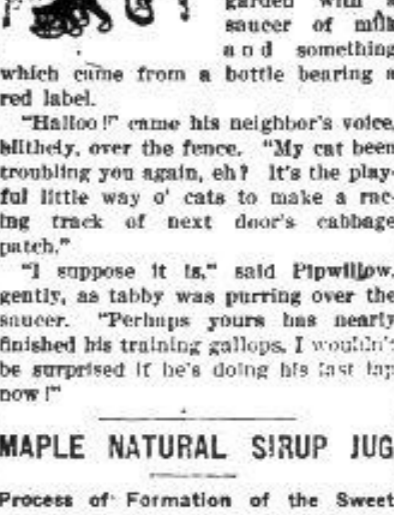 garden with a
saucer of milk
and something
which came from a bottle bearing a
red label.
"Halloo!" came his neighbor's voice,
blithely, over the fence. "My cat been
troubling you again, eh? It's the play-
ful little way o' cats to make a rac-
ing track of next door's cabbage
patch."
"I suppose it is," said Pipwillow,
gently, as tabby was purring over the
saucer. "Perhaps yours has nearly
finished his training gallops. I wouldn't
be surprised if he's doing his last lap
now!"
MAPLE NATURAL SIRUP JUG
Process of Formation of the Sweet